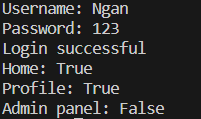 Username: Ngan
Password: 123
Login successful
Home: True
Profile: True
Admin panel: False